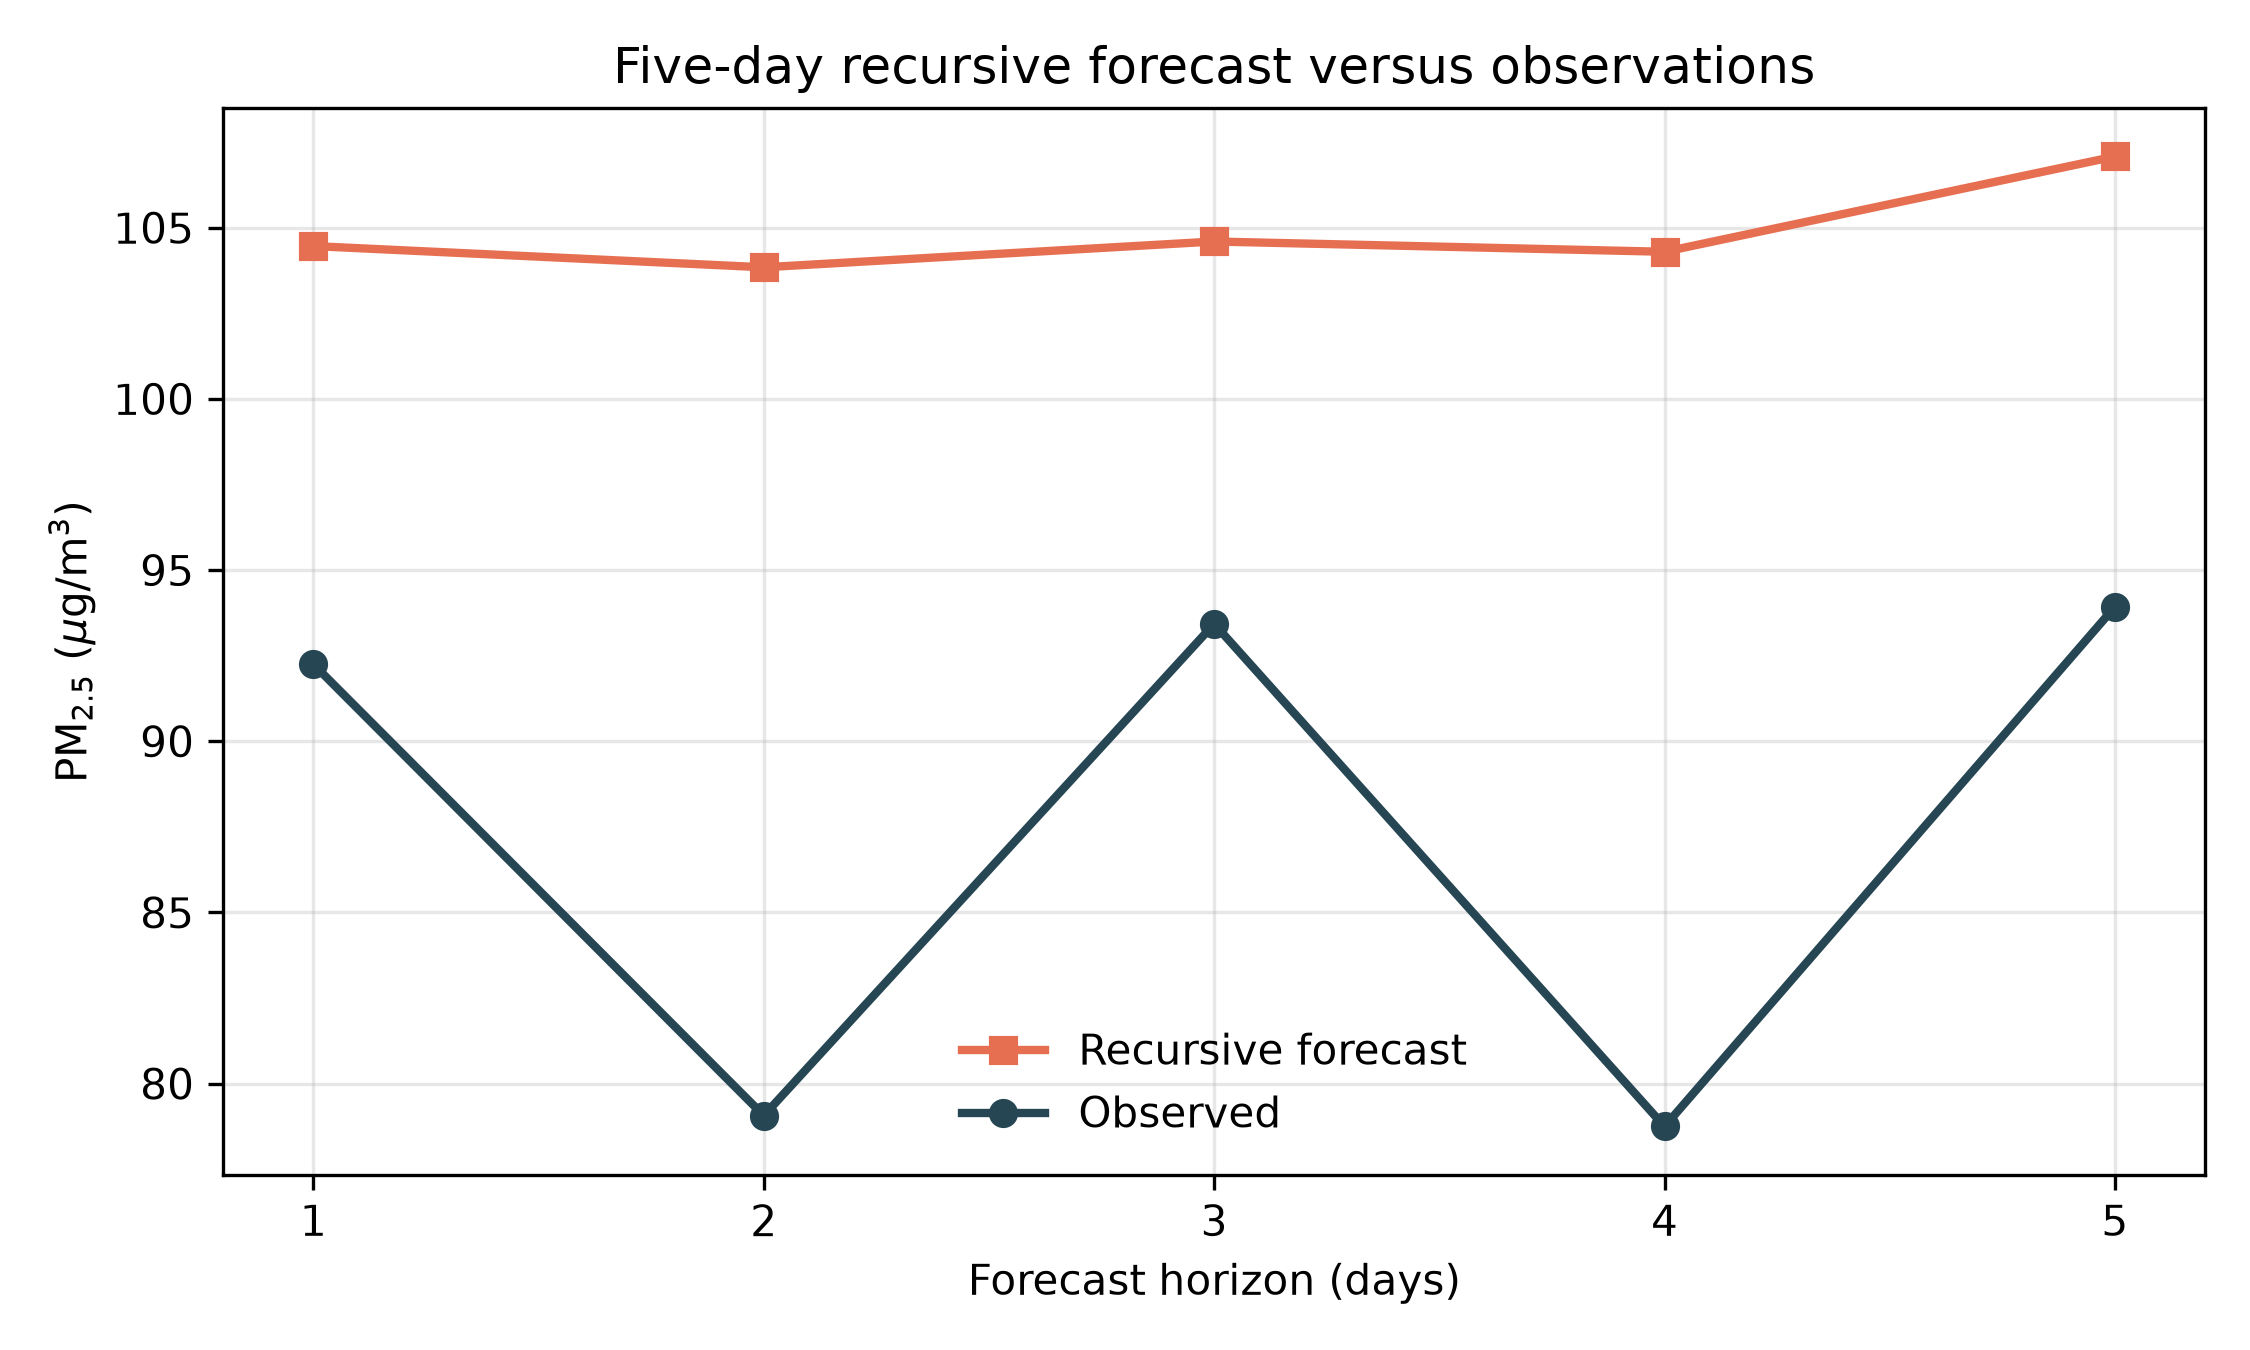 Five-day recursive forecast versus observations
PM₂.₅ (μg/m³)
105
100
95
90
85
80
Recursive forecast
Observed
1 2 3 4 5
Forecast horizon (days)